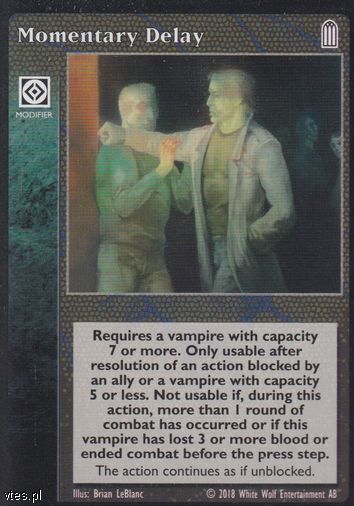 Momentary Delay
MODIFIER
Requires a vampire with capacity
7 or more. Only usable after
resolution of an action blocked by
an ally or a vampire with capacity
5 or less. Not usable if, during this
action, more than 1 round of
combat has occurred or if this
vampire has lost 3 or more blood or
ended combat before the press step.
The action continues as if unblocked.
vtes.pl
Illus: Brian LeBlanc © 2018 White Wolf Entertainment AB